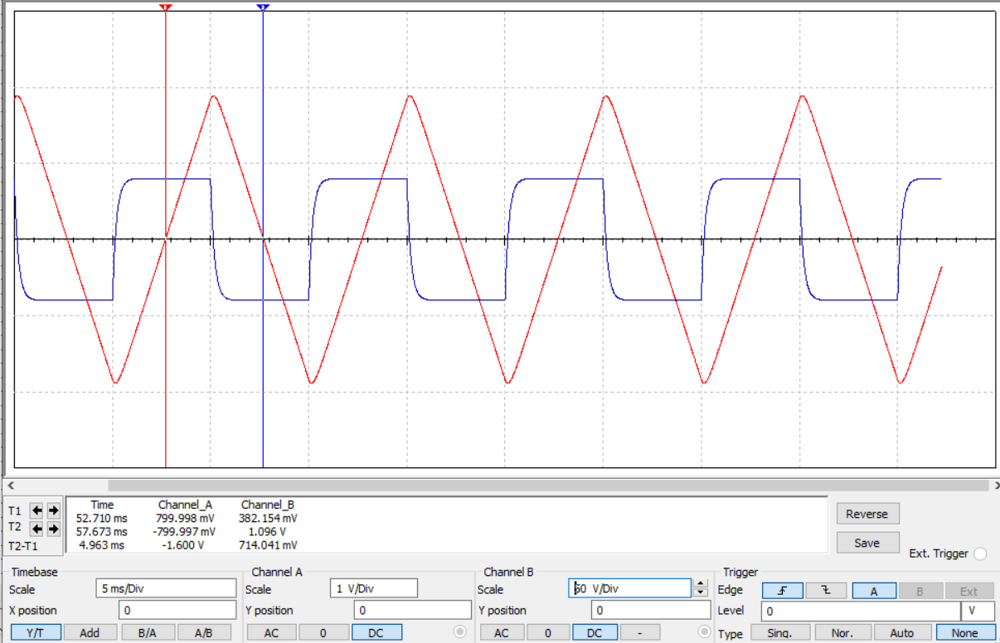 1 2
Time Channel_A Channel_B
T1 52.710 ms 799.998 mV 382.154 mV
T2 57.673 ms -799.997 mV 1.096 V
T2-T1 4.963 ms -1.600 V 714.041 mV
Reverse
Save
Ext. Trigger
Timebase Channel A Channel B Trigger
Scale 5 ms/Div Scale 1 V/Div Scale 60 V/Div Edge A B Ext
X position 0 Y position 0 Y position 0 Level 0 V
Y/T Add B/A A/B AC 0 DC AC 0 DC - Type Sing. Nor. Auto None